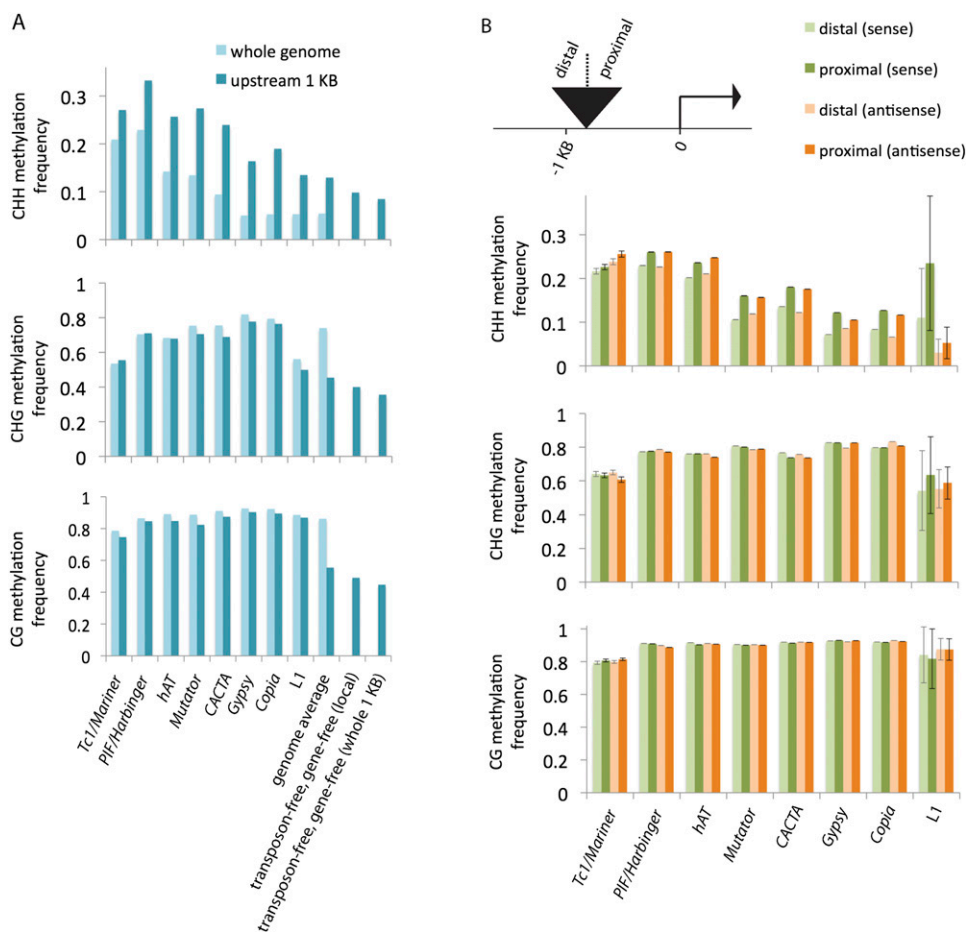 A
whole genome
upstream 1 KB
CHH methylation
frequency
0.3
0.2
0.1
0
CHG methylation
frequency
1
0.8
0.6
0.4
0.2
0
CG methylation
frequency
1
0.8
0.6
0.4
0.2
0
Tc1/Mariner
PIF/Harbinger
hAT
Mutator
CACTA
Gypsy
Copia
L1
genome average
transposon-free, gene-free (local)
transposon-free, gene-free (whole 1 KB)
B
distal
proximal
-1 KB
0
distal (sense)
proximal (sense)
distal (antisense)
proximal (antisense)
CHH methylation
frequency
0.3
0.2
0.1
0
CHG methylation
frequency
1
0.8
0.6
0.4
0.2
0
CG methylation
frequency
1
0.8
0.6
0.4
0.2
0
Tc1/Mariner
PIF/Harbinger
hAT
Mutator
CACTA
Gypsy
Copia
L1